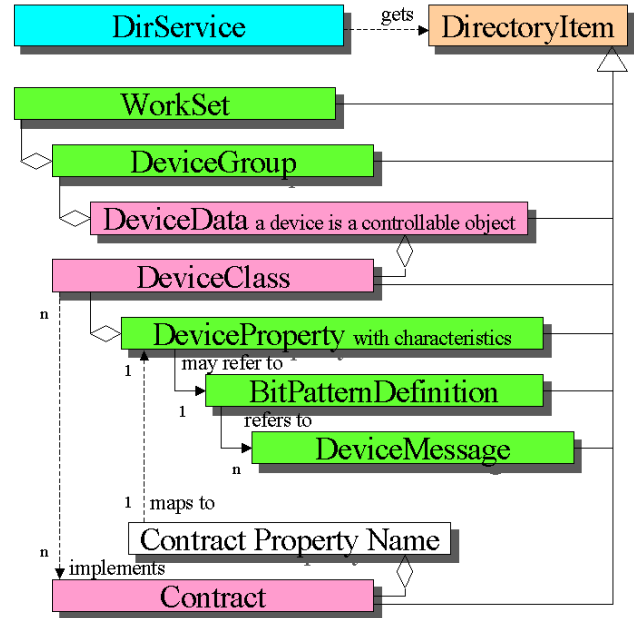 DirService
gets
DirectoryItem
WorkSet
DeviceGroup
DeviceData a device is a controllable object
DeviceClass
n
DeviceProperty with characteristics
1
may refer to
BitPatternDefinition
1
refers to
DeviceMessage
n
1
maps to
Contract Property Name
n
implements
Contract